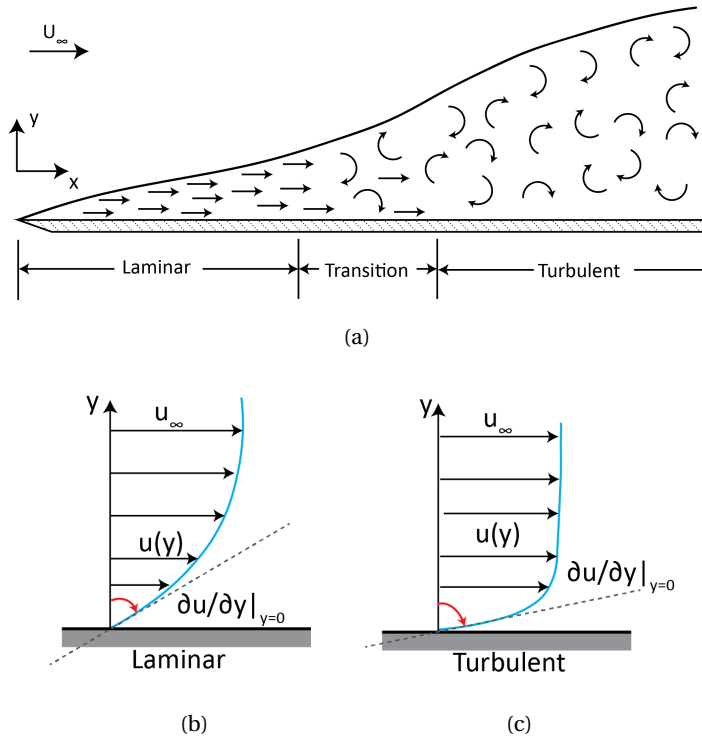 U∞
y
x
Laminar
Transition
Turbulent
(a)
y
u∞
u(y)
∂u/∂y|y=0
Laminar
(b)
y
u∞
u(y)
∂u/∂y|y=0
Turbulent
(c)